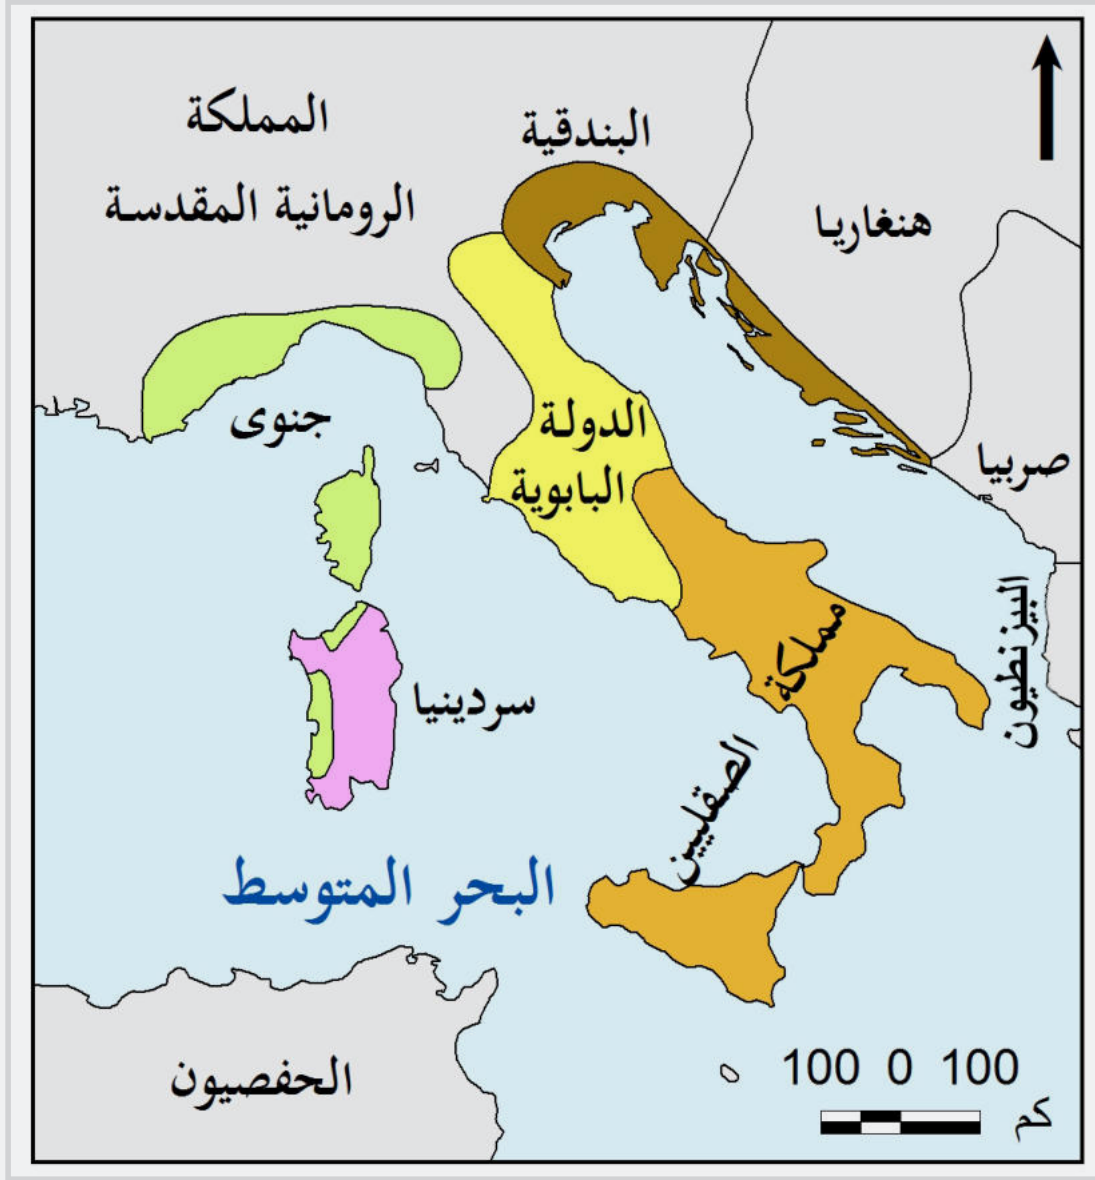 المملكة
الرومانية المقدسة
البندقية
هنغاريا
صربيا
جنوى
الدولة
البابوية
البيزنطيون
مملكة
الصقليين
سردينيا
البحر المتوسط
الحفصيون
100 0 100
كم